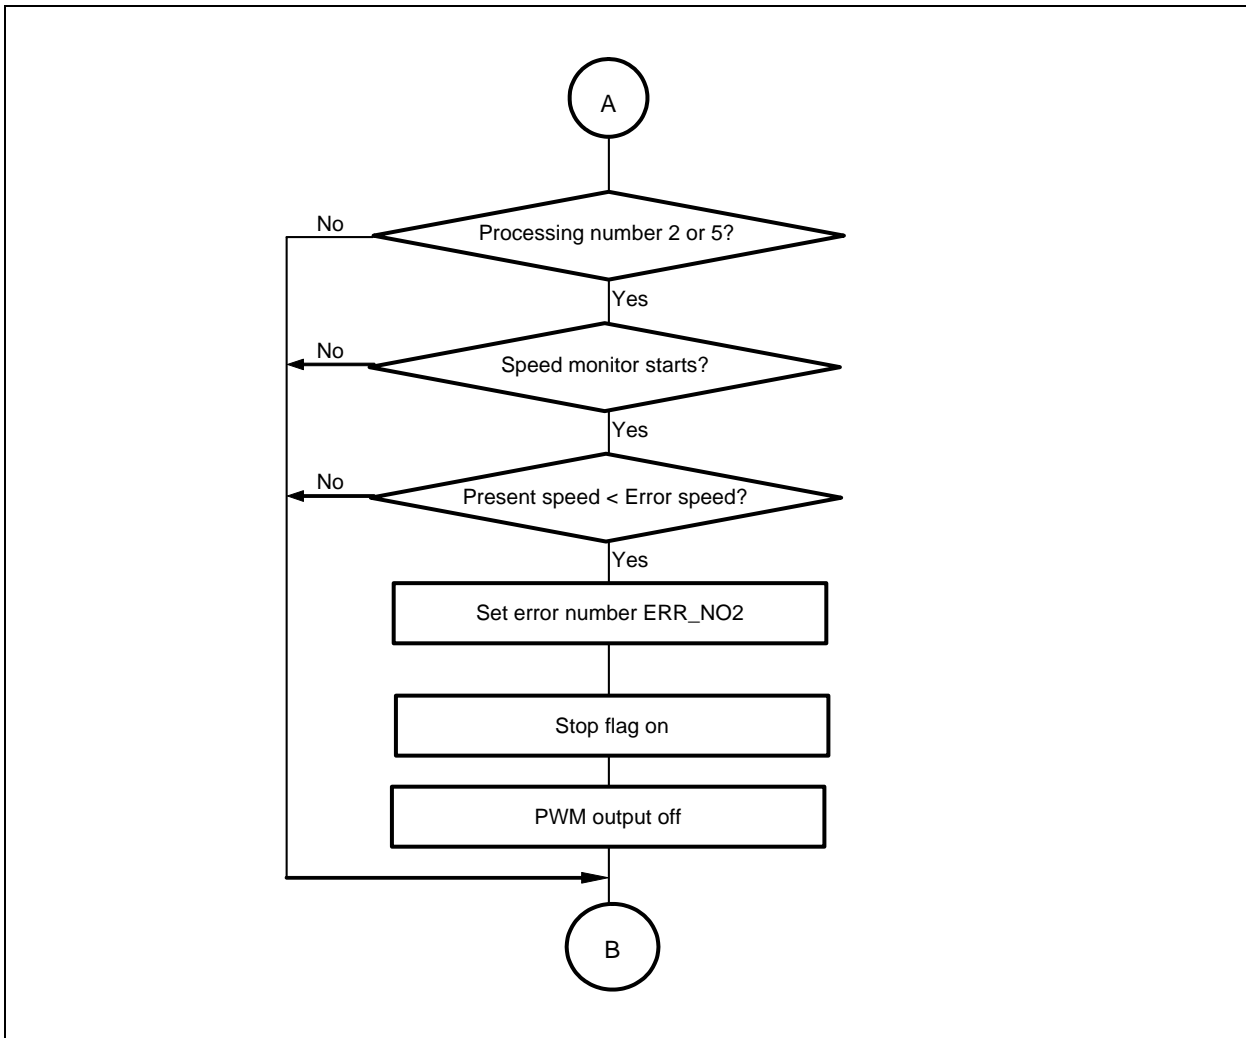 A
Processing number 2 or 5?
No
Yes
Speed monitor starts?
No
Yes
Present speed < Error speed?
No
Yes
Set error number ERR_NO2
Stop flag on
PWM output off
B